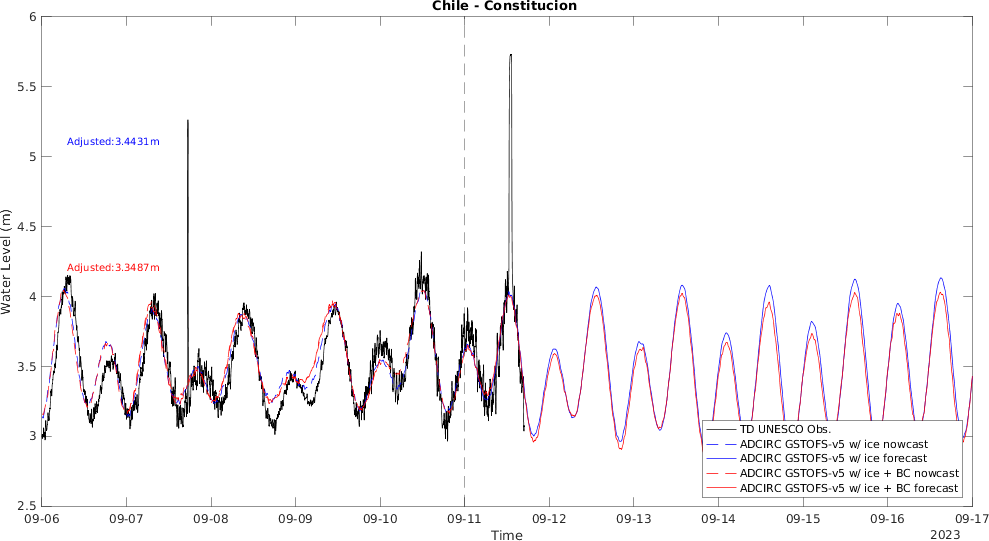 Chile - Constitucion
6
5.5
5
4.5
4
3.5
3
2.5
Water Level (m)
Adjusted:3.4431m
Adjusted:3.3487m
TD UNESCO Obs.
ADCIRC GSTOFS-v5 w/ ice nowcast
ADCIRC GSTOFS-v5 w/ ice forecast
ADCIRC GSTOFS-v5 w/ ice + BC nowcast
ADCIRC GSTOFS-v5 w/ ice + BC forecast
09-06 09-07 09-08 09-09 09-10 09-11 09-12 09-13 09-14 09-15 09-16 09-17
Time
2023